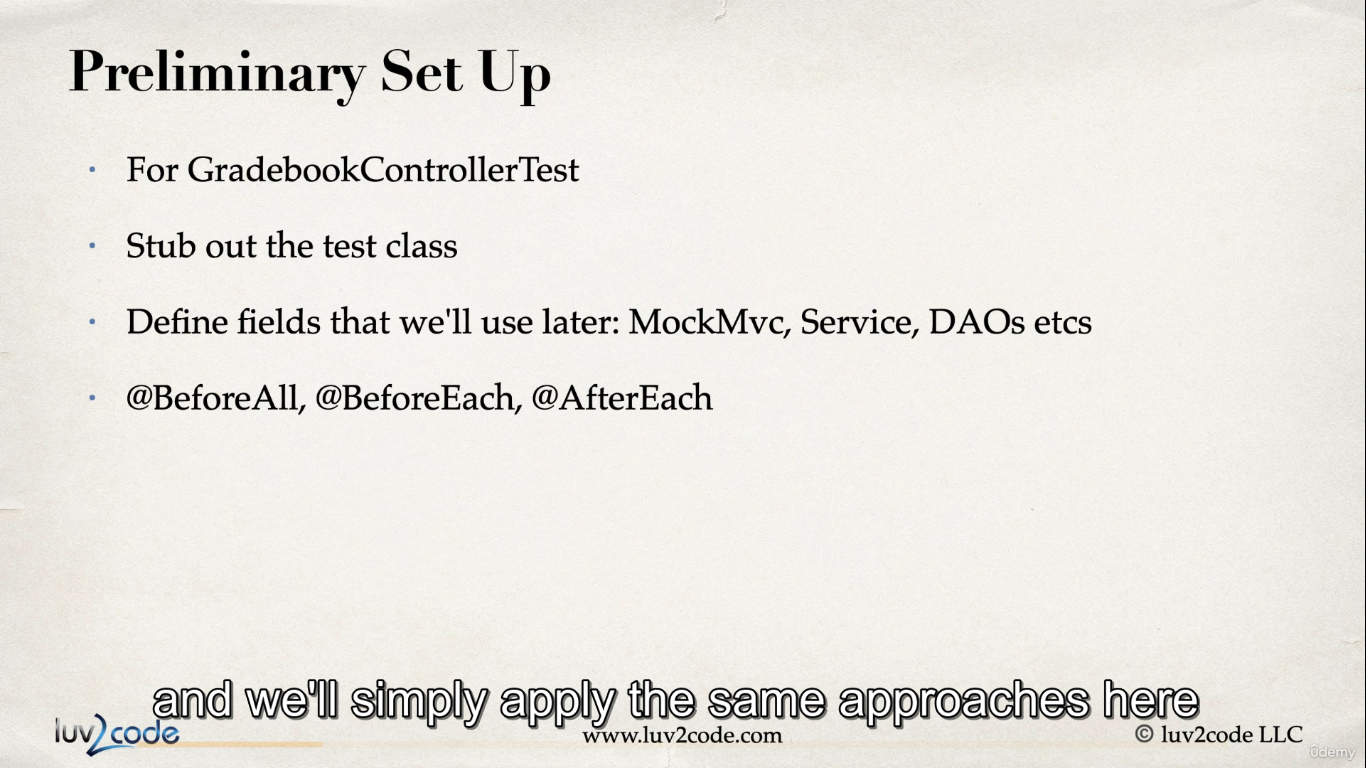 Preliminary Set Up
• For GradebookControllerTest
• Stub out the test class
• Define fields that we'll use later: MockMvc, Service, DAOs etcs
• @BeforeAll, @BeforeEach, @AfterEach
and we'll simply apply the same approaches here
luv2code
www.luv2code.com
© luv2code LLC
ûdemy